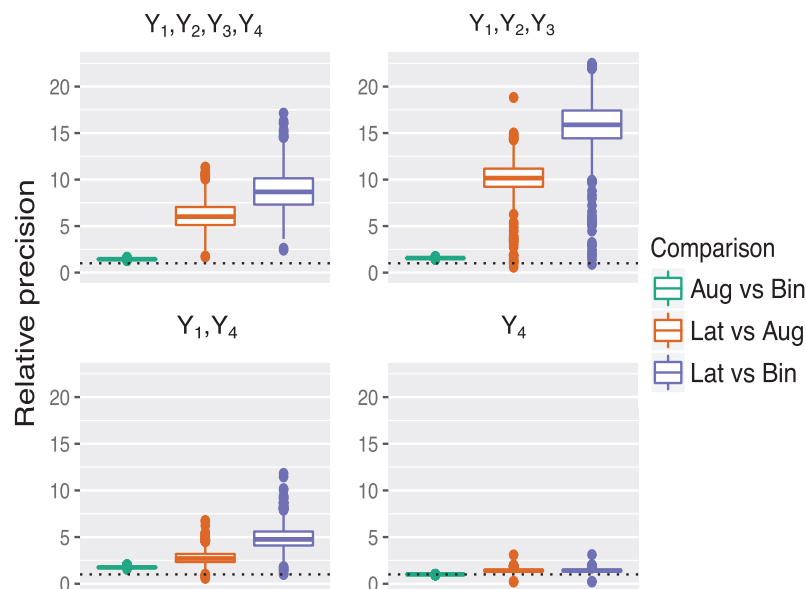 Y₁,Y₂,Y₃,Y₄
Y₁,Y₂,Y₃
20
15
10
5
0
20
15
10
5
0
Relative precision
Comparison
Aug vs Bin
Lat vs Aug
Lat vs Bin
Y₁,Y₄
Y₄
20
15
10
5
0
20
15
10
5
0